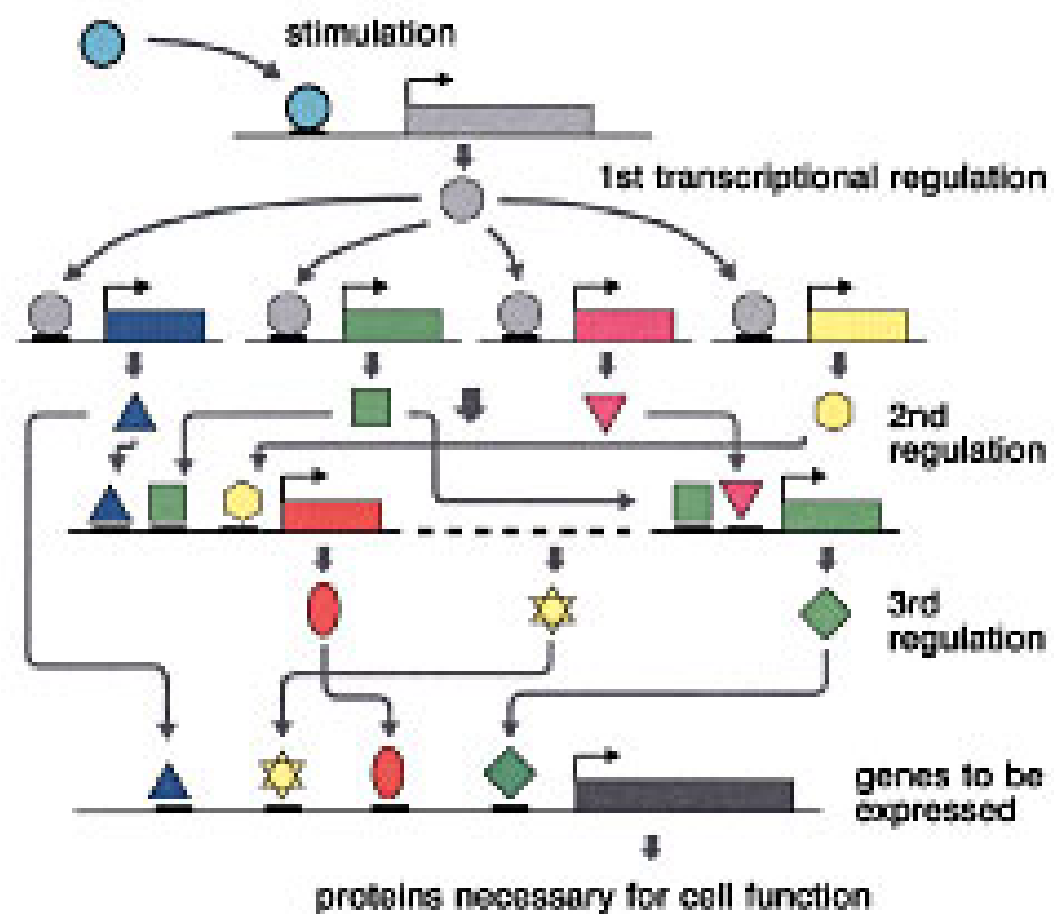 stimulation
1st transcriptional regulation
2nd
regulation
3rd
regulation
genes to be
expressed
proteins necessary for cell function